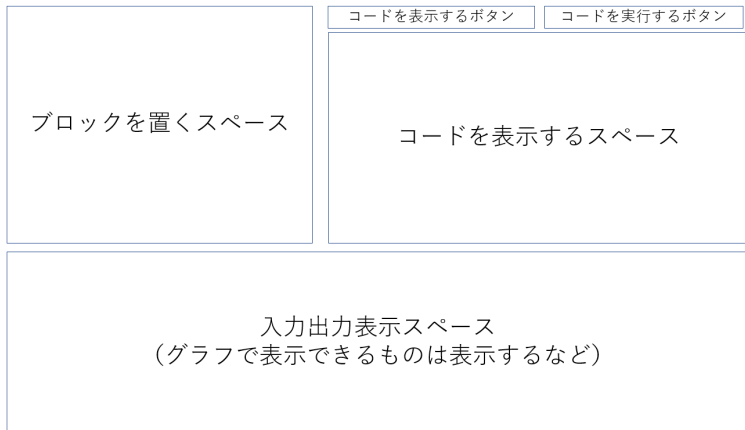 コードを表示するボタン
コードを実行するボタン
ブロックを置くスペース
コードを表示するスペース
入力出力表示スペース
（グラフで表示できるものは表示するなど）